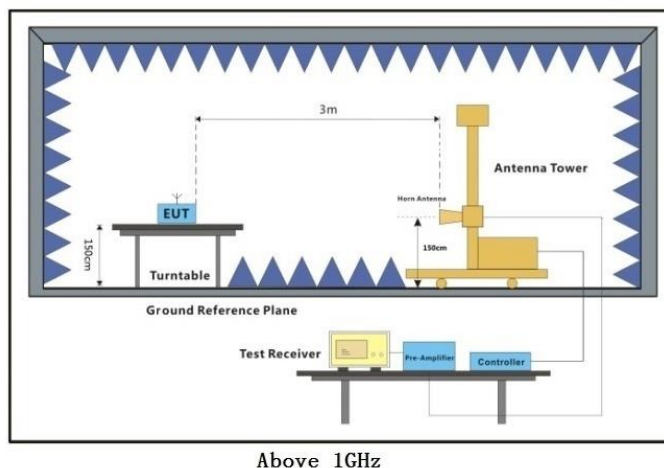 3m
Antenna Tower
Horn Antenna
EUT
150cm
150cm
Turntable
Ground Reference Plane
Test Receiver
Pre-Amplifier
Controller
Above 1GHz